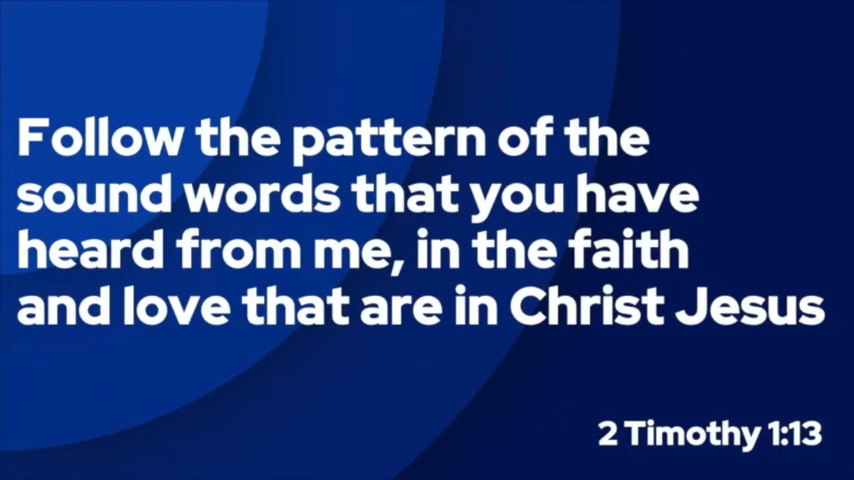 Follow the pattern of the
sound words that you have
heard from me, in the faith
and love that are in Christ Jesus
2 Timothy 1:13